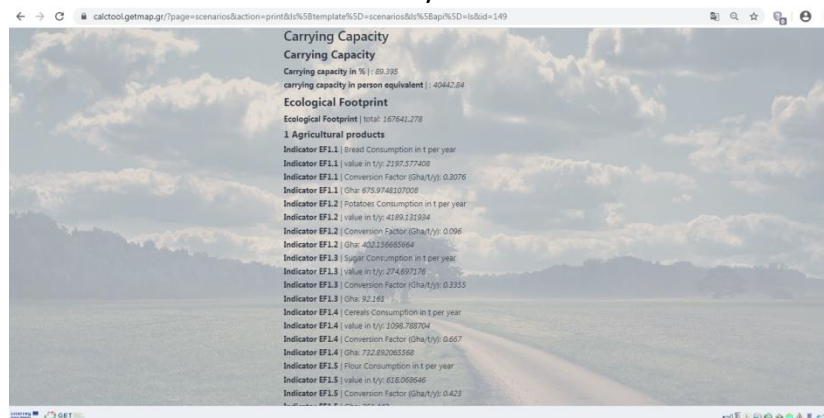 calctool.getmap.gr/?page=scenarios&action=print&ls%5Btemplate%5D=scenarios&ls%5Bapi%5D=ls&id=149
Carrying Capacity
Carrying Capacity
Carrying capacity in % | : 89.395
carrying capacity in person equivalent | : 40442.84
Ecological Footprint
Ecological Footprint | total: 167641.278
1 Agricultural products
Indicator EF1.1 | Bread Consumption in t per year
Indicator EF1.1 | value in t/y: 2197.577408
Indicator EF1.1 | Conversion Factor (Gha/t/y): 0.3076
Indicator EF1.1 | Gha: 675.9748107008
Indicator EF1.2 | Potatoes Consumption in t per year
Indicator EF1.2 | value in t/y: 4189.131934
Indicator EF1.2 | Conversion Factor (Gha/t/y): 0.096
Indicator EF1.2 | Gha: 402.156665664
Indicator EF1.3 | Sugar Consumption in t per year
Indicator EF1.3 | value in t/y: 274.697176
Indicator EF1.3 | Conversion Factor (Gha/t/y): 0.3355
Indicator EF1.3 | Gha: 92.161
Indicator EF1.4 | Cereals Consumption in t per year
Indicator EF1.4 | value in t/y: 1098.788704
Indicator EF1.4 | Conversion Factor (Gha/t/y): 0.667
Indicator EF1.4 | Gha: 732.892065568
Indicator EF1.5 | Flour Consumption in t per year
Indicator EF1.5 | value in t/y: 618.068646
Indicator EF1.5 | Conversion Factor (Gha/t/y): 0.423
Interreg
GET